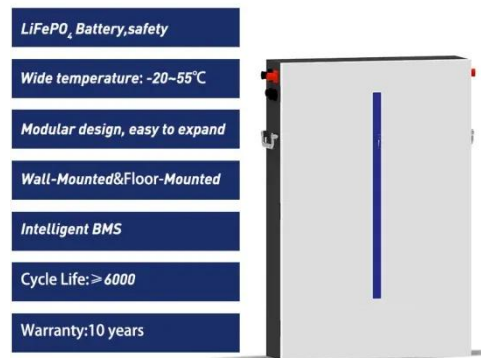 LiFePO₄ Battery,safety
Wide temperature: -20~55℃
Modular design, easy to expand
Wall-Mounted&Floor-Mounted
Intelligent BMS
Cycle Life:≥6000
Warranty:10 years